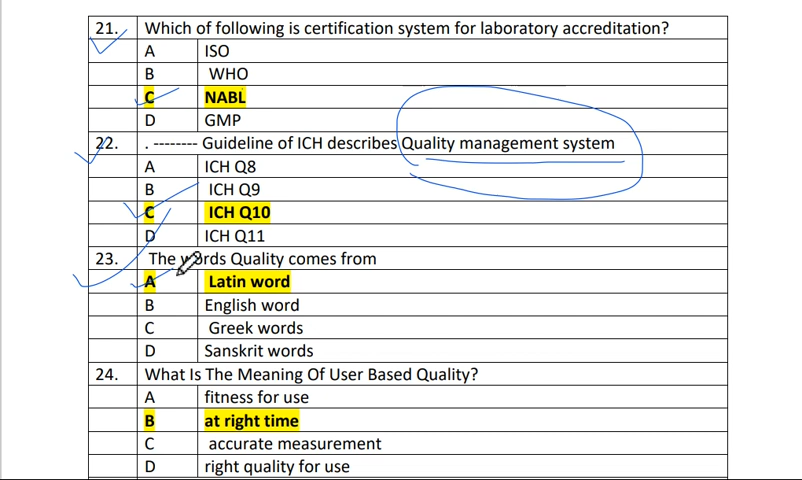 21. Which of following is certification system for laboratory accreditation?
A ISO
B WHO
C NABL
D GMP
22. . -------- Guideline of ICH describes Quality management system
A ICH Q8
B ICH Q9
C ICH Q10
D ICH Q11
23. The words Quality comes from
A Latin word
B English word
C Greek words
D Sanskrit words
24. What Is The Meaning Of User Based Quality?
A fitness for use
B at right time
C accurate measurement
D right quality for use